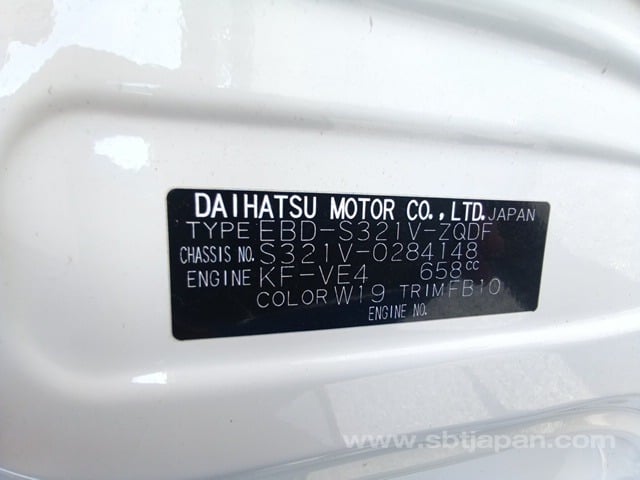 DAIHATSU MOTOR CO., LTD. JAPAN
TYPE EBD-S321V-ZQDF
CHASSIS NO. S321V-0284148
ENGINE KF-VE4 658cc
COLOR W19 TRIM FB10
ENGINE NO.
www.sbtjapan.com